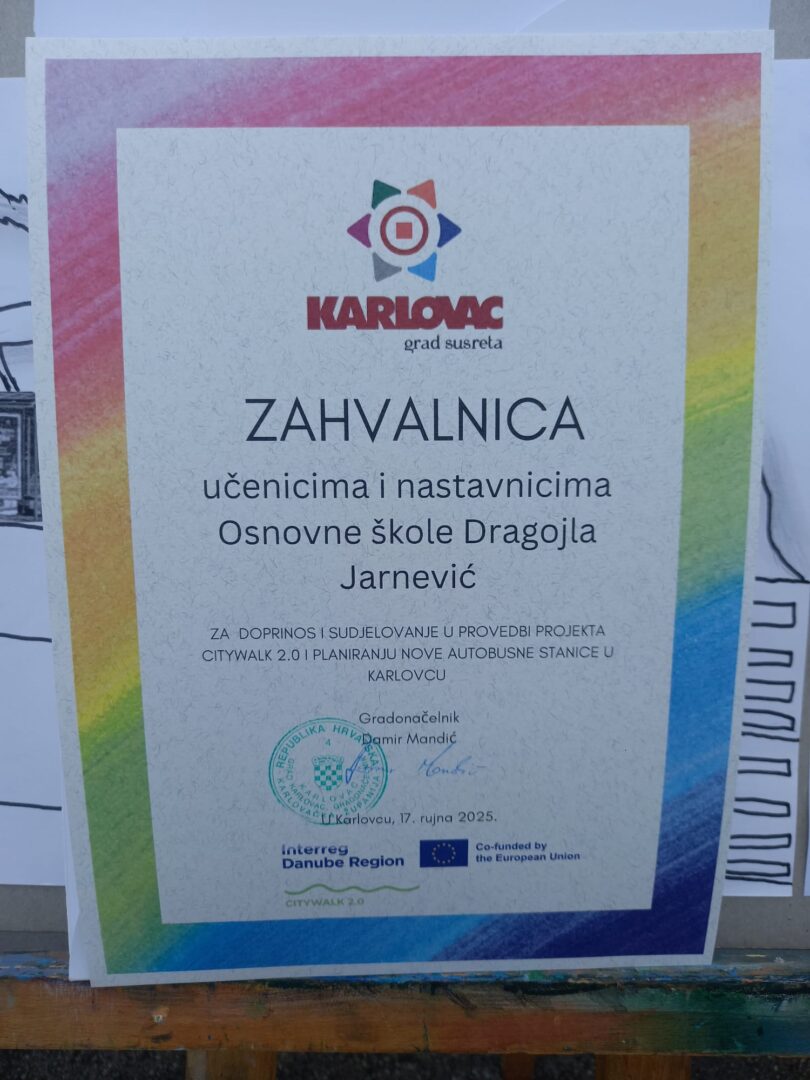 KARLOVAC
grad susreta
ZAHVALNICA
učenicima i nastavnicima
Osnovne škole Dragojla
Jarnević
ZA DOPRINOS I SUDJELOVANJE U PROVEDBI PROJEKTA
CITYWALK 2.0 I PLANIRANJU NOVE AUTOBUSNE STANICE U
KARLOVCU
Gradonačelnik
Damir Mandić
REPUBLIKA HRVATSKA
4
KARLOVAC
U Karlovcu, 17. rujna 2025.
Interreg
Danube Region
Co-funded by
the European Union
CITYWALK 2.0